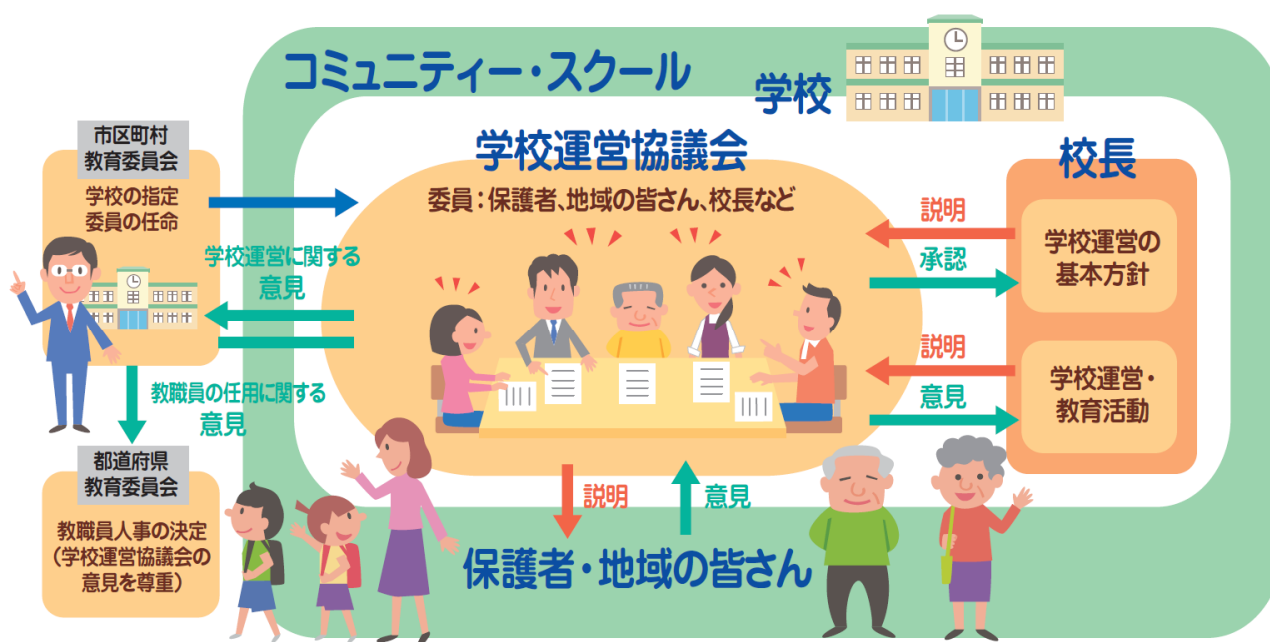 コミュニティー・スクール
学校
市区町村
教育委員会
学校の指定
委員の任命
学校運営協議会
委員：保護者、地域の皆さん、校長など
校長
学校運営に関する
意見
説明
承認
学校運営の
基本方針
説明
意見
学校運営・
教育活動
教職員の任用に関する
意見
都道府県
教育委員会
教職員人事の決定
（学校運営協議会の
意見を尊重）
説明
意見
保護者・地域の皆さん